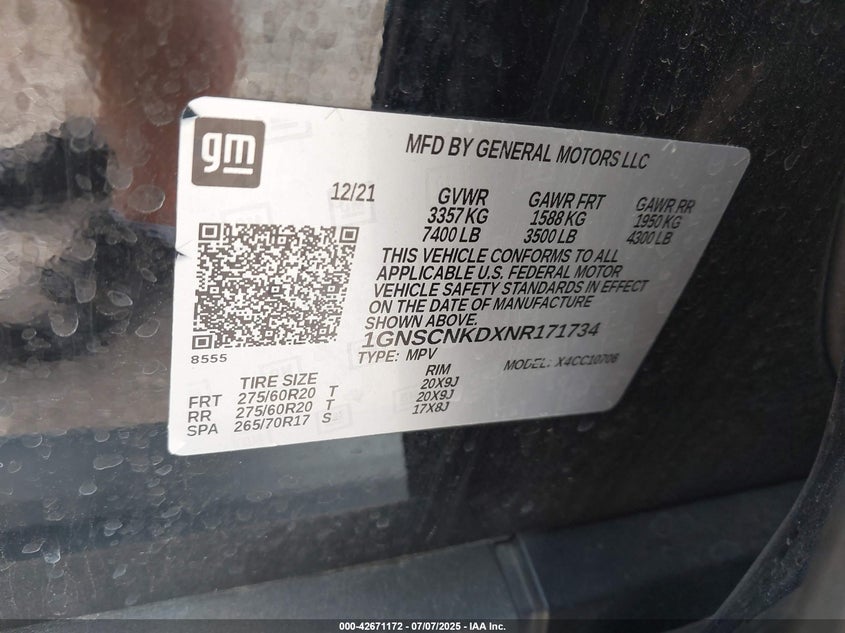 gm
MFD BY GENERAL MOTORS LLC
12/21 GVWR GAWR FRT GAWR RR
3357 KG 1588 KG 1950 KG
7400 LB 3500 LB 4300 LB
THIS VEHICLE CONFORMS TO ALL
APPLICABLE U.S. FEDERAL MOTOR
VEHICLE SAFETY STANDARDS IN EFFECT
ON THE DATE OF MANUFACTURE
SHOWN ABOVE.
1GNSCNKDXNR171734
8555
TYPE: MPV MODEL: X4CC10706
TIRE SIZE RIM
FRT 275/60R20 T 20X9J
RR 275/60R20 T 20X9J
SPA 265/70R17 S 17X8J
000-42671172 - 07/07/2025 - IAA Inc.